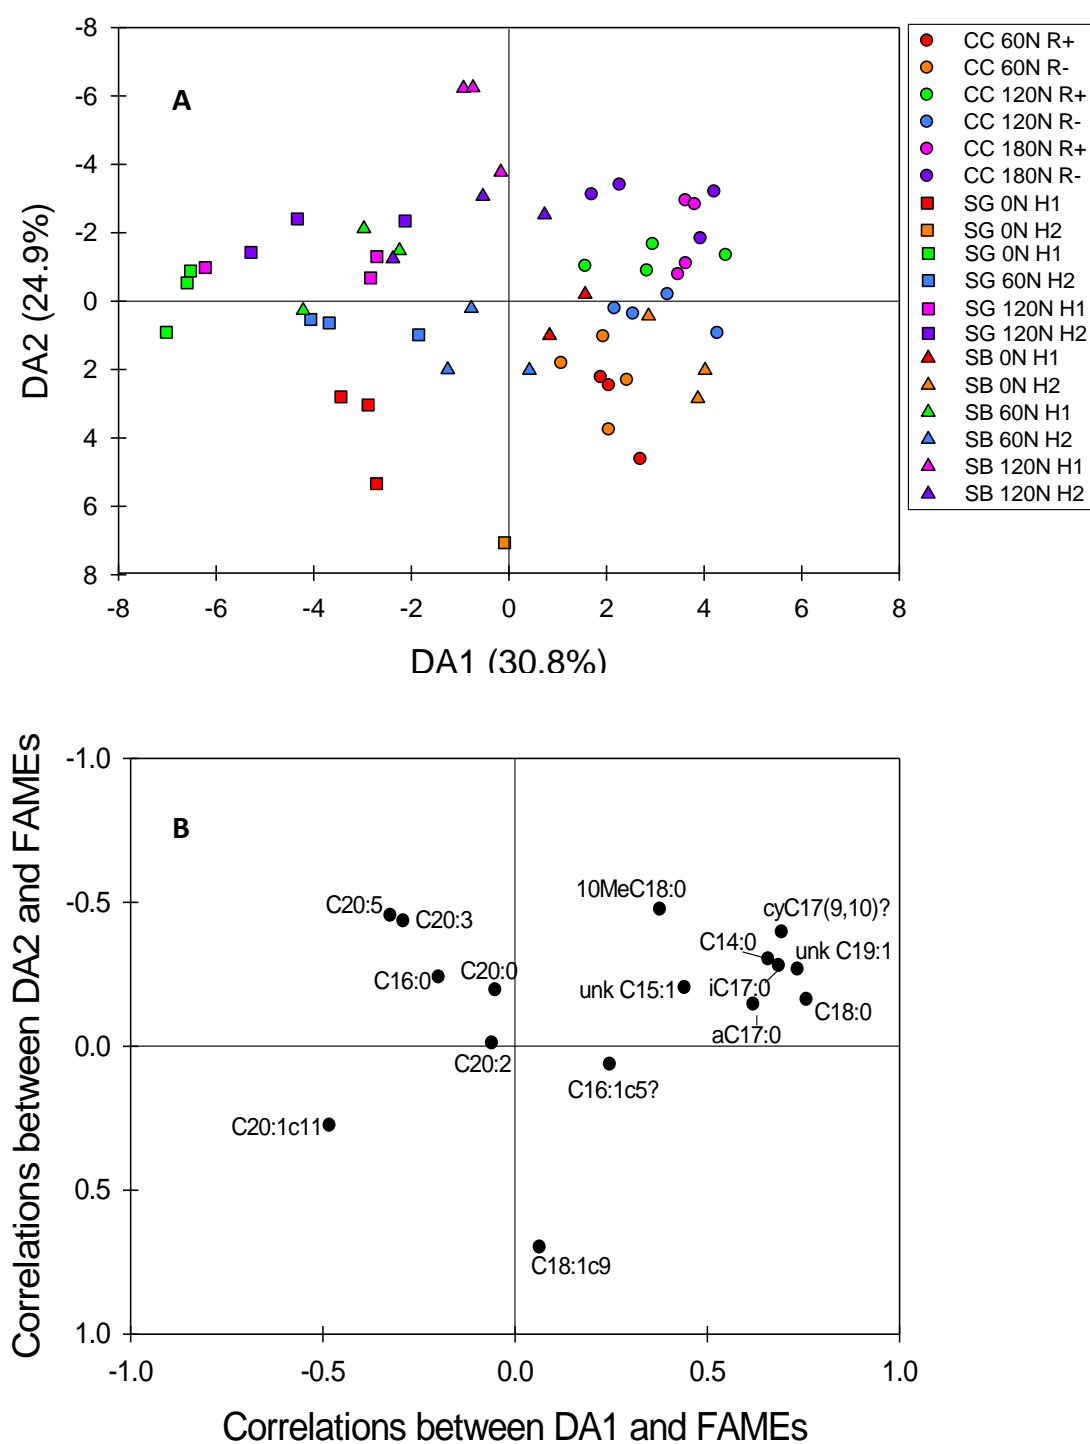 A
-8
-6
-4
-2
0
2
4
6
8
DA2 (24.9%)
-8 -6 -4 -2 0 2 4 6 8
DA1 (30.8%)
CC 60N R+
CC 60N R-
CC 120N R+
CC 120N R-
CC 180N R+
CC 180N R-
SG 0N H1
SG 0N H2
SG 0N H1
SG 60N H2
SG 120N H1
SG 120N H2
SB 0N H1
SB 0N H2
SB 60N H1
SB 60N H2
SB 120N H1
SB 120N H2
B
-1.0
-0.5
0.0
0.5
1.0
Correlations between DA2 and FAMEs
10MeC18:0
C20:5
C20:3
cyC17(9,10)?
C14:0
unk C19:1
C16:0
C20:0
unk C15:1
iC17:0
C18:0
aC17:0
C20:2
C16:1c5?
C20:1c11
C18:1c9
-1.0 -0.5 0.0 0.5 1.0
Correlations between DA1 and FAMEs